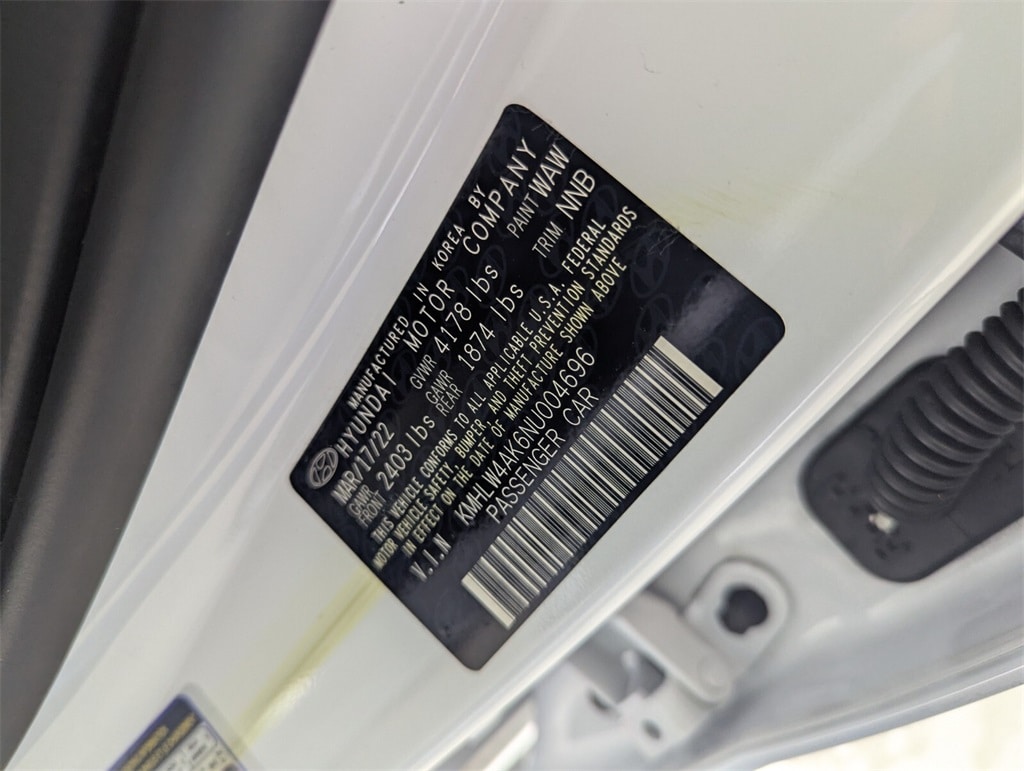 MANUFACTURED IN KOREA BY
HYUNDAI MOTOR COMPANY
MAR/17/22 GVWR 4178 lbs PAINT WAW
GAWR FRONT 2403 lbs GAWR REAR 1874 lbs TRIM NNB
THIS VEHICLE CONFORMS TO ALL APPLICABLE U.S.A. FEDERAL
MOTOR VEHICLE SAFETY, BUMPER, AND THEFT PREVENTION STANDARDS
IN EFFECT ON THE DATE OF MANUFACTURE SHOWN ABOVE
V.I.N KMHLW4AK6NU004696
PASSENGER CAR